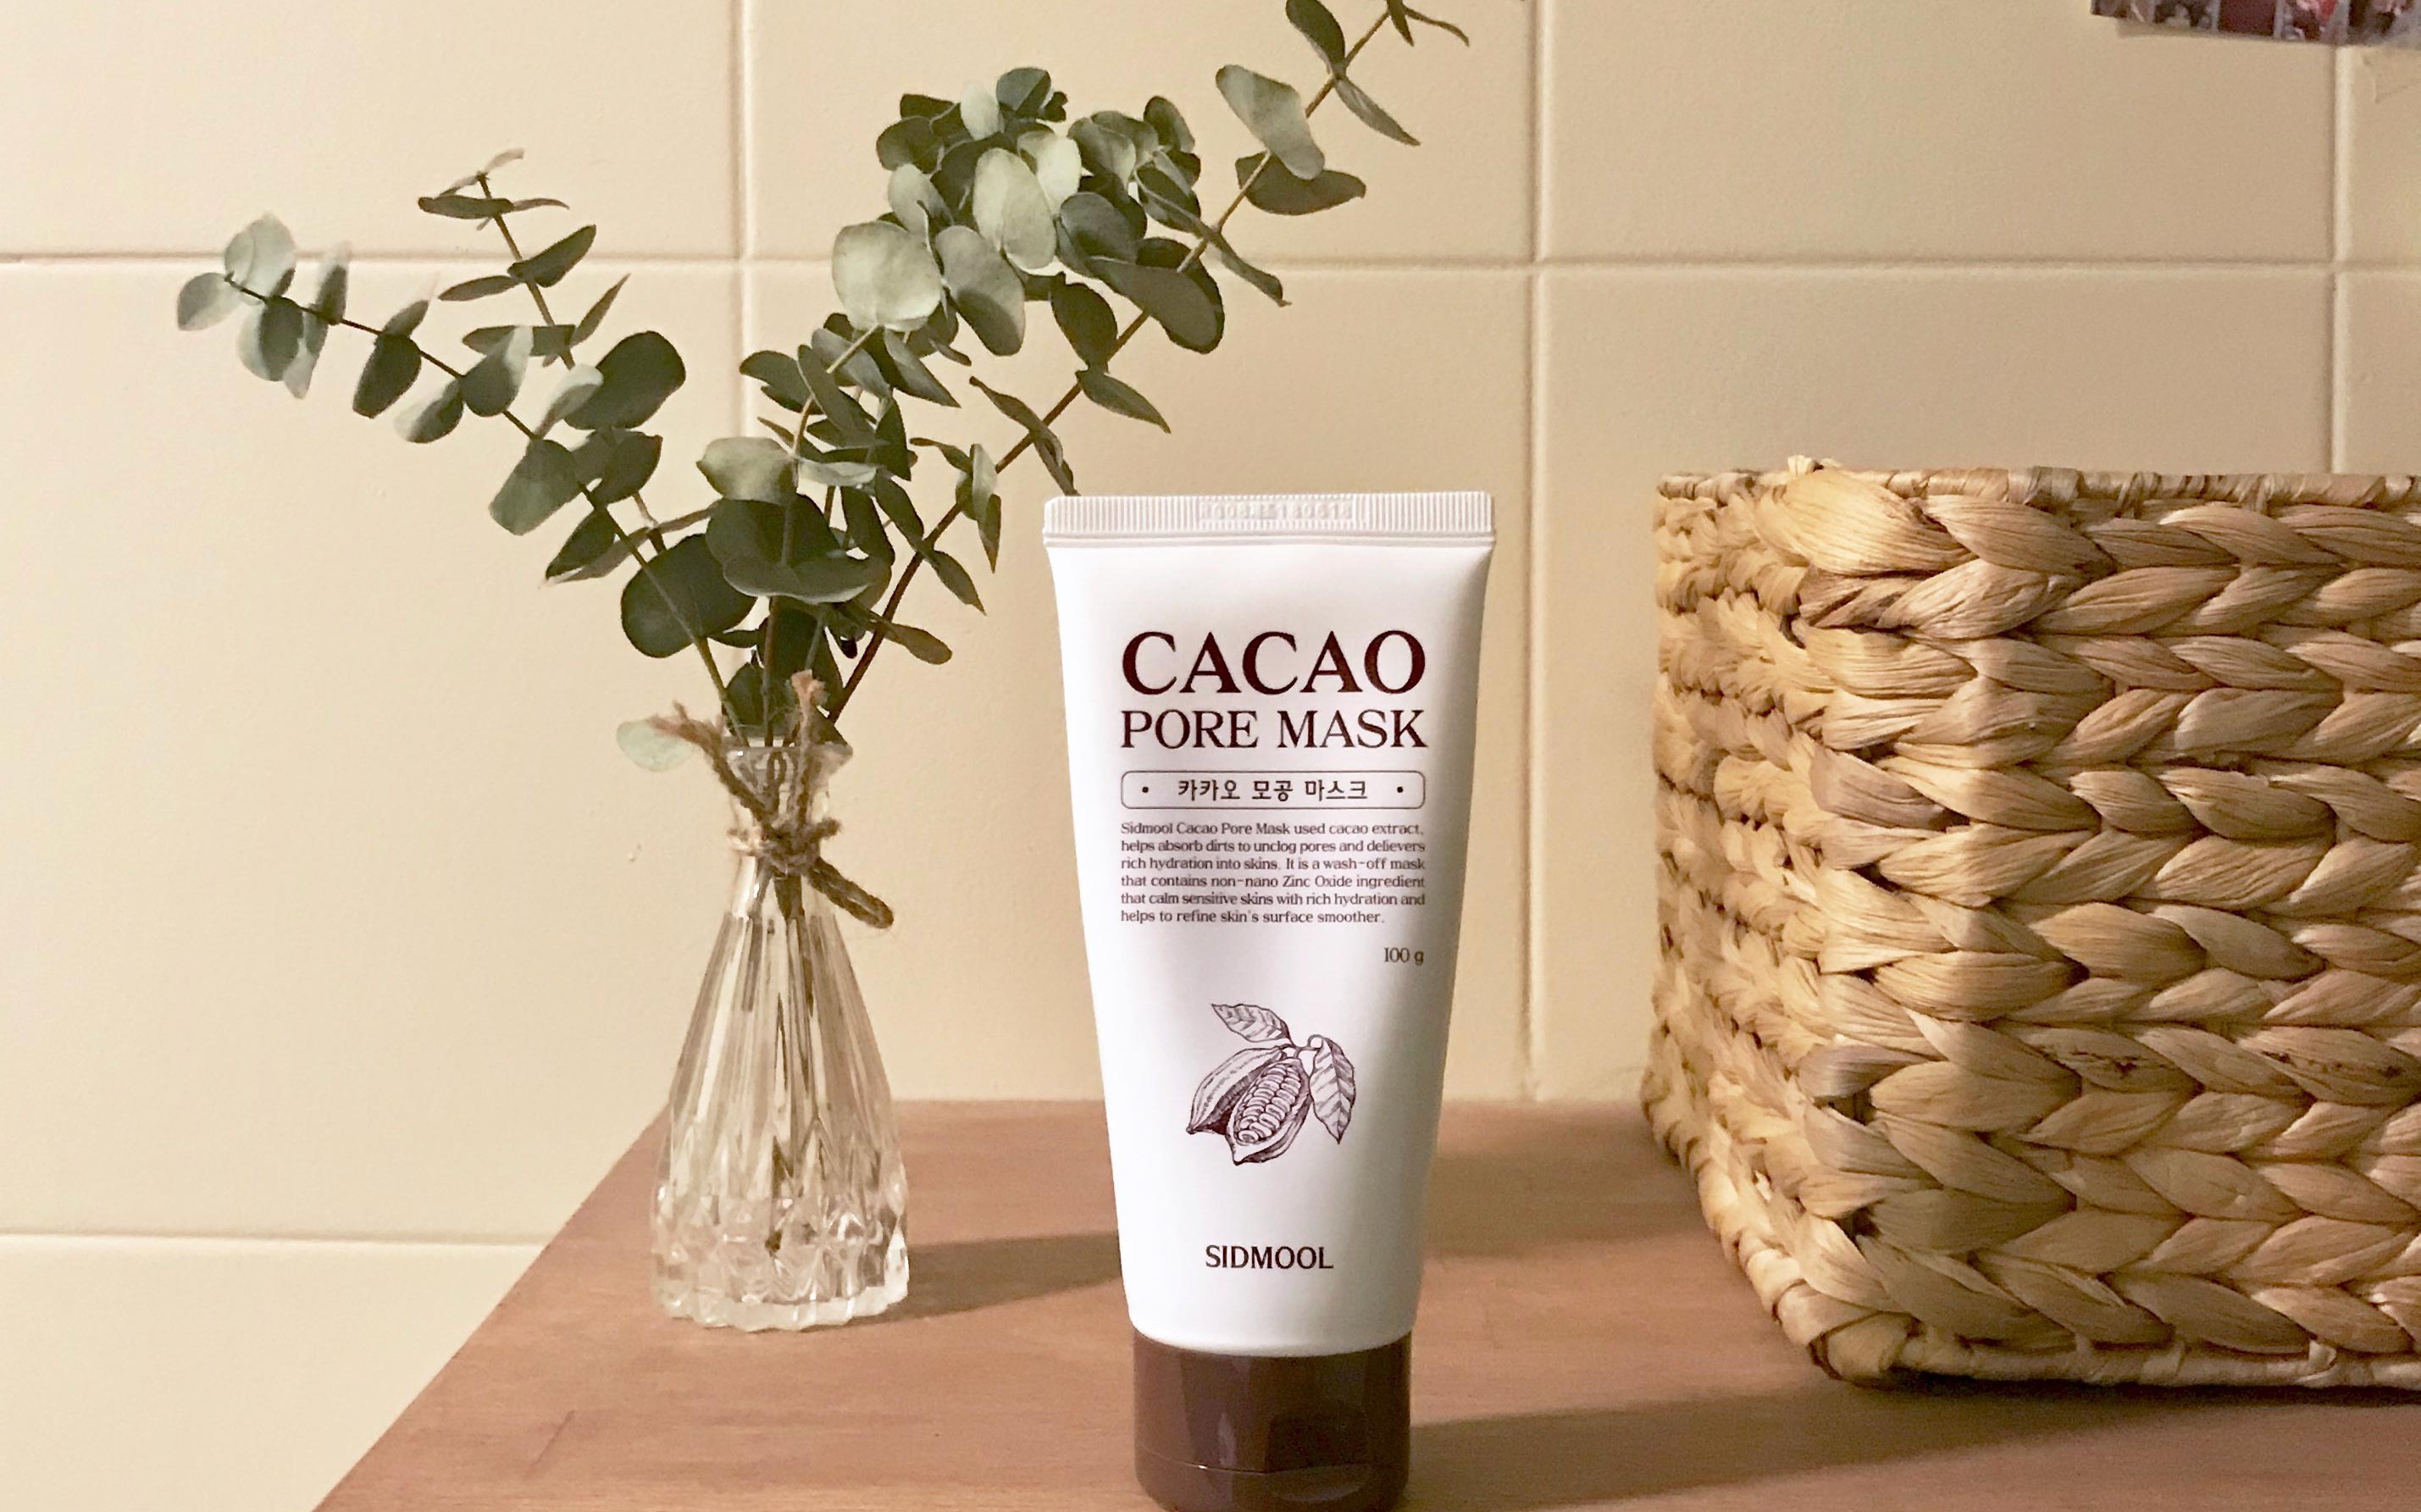 CACAO
PORE MASK
• 카카오 모공 마스크 •
Sidmool Cacao Pore Mask used cacao extract,
helps absorb dirts to unclog pores and delievers
rich hydration into skins. It is a wash-off mask
that contains non-nano Zinc Oxide ingredient
that calm sensitive skins with rich hydration and
helps to refine skin's surface smoother.
100 g
SIDMOOL